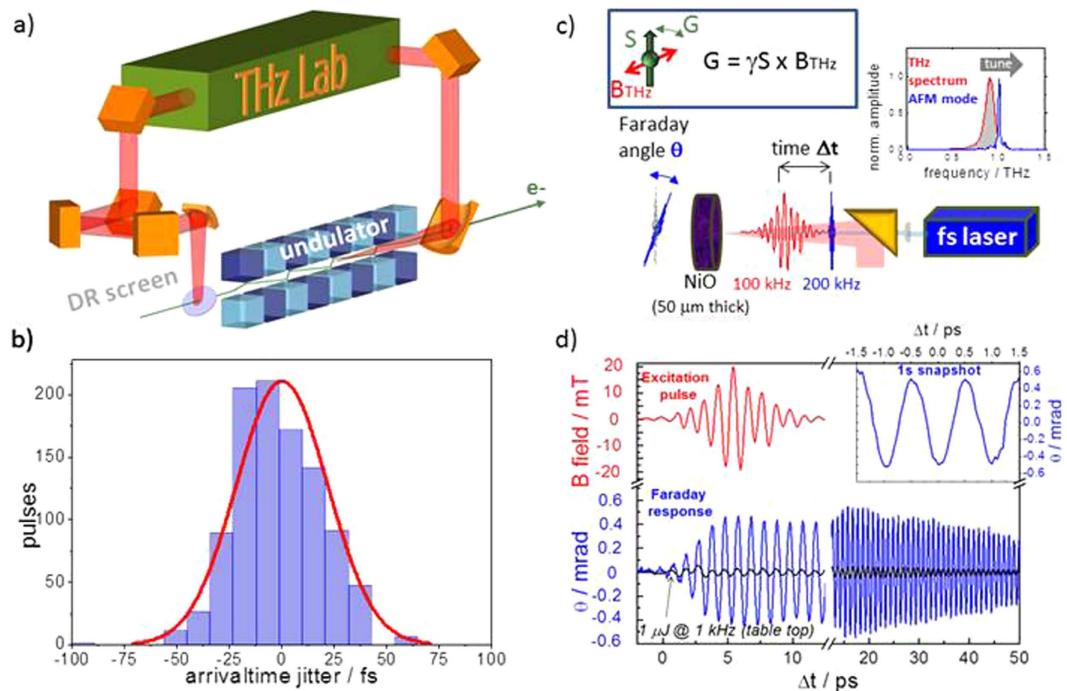 a)
THz Lab
e-
undulator
DR screen
b)
pulses
200
150
100
50
0
-100 -75 -50 -25 0 25 50 75 100
arrivaltime jitter / fs
c)
S G
BTHz
G = γS x BTHz
THz spectrum
AFM mode
tune
norm. amplitude
1.0
0.5
0.0
0.0 0.5 1.0 1.5
frequency / THz
Faraday
angle θ
time Δt
fs laser
NiO
(50 µm thick)
100 kHz 200 kHz
d)
Δt / ps
-1.5 -1.0 -0.5 0.0 0.5 1.0 1.5
1s snapshot
0.6
0.4
0.2
0.0
-0.2
-0.4
-0.6
θ / mrad
Excitation
pulse
B field / mT
20
10
0
-10
-20
Faraday
response
θ / mrad
0.6
0.4
0.2
0.0
-0.2
-0.4
-0.6
1 µJ @ 1 kHz (table top)
0 5 10 20 30 40 50
Δt / ps